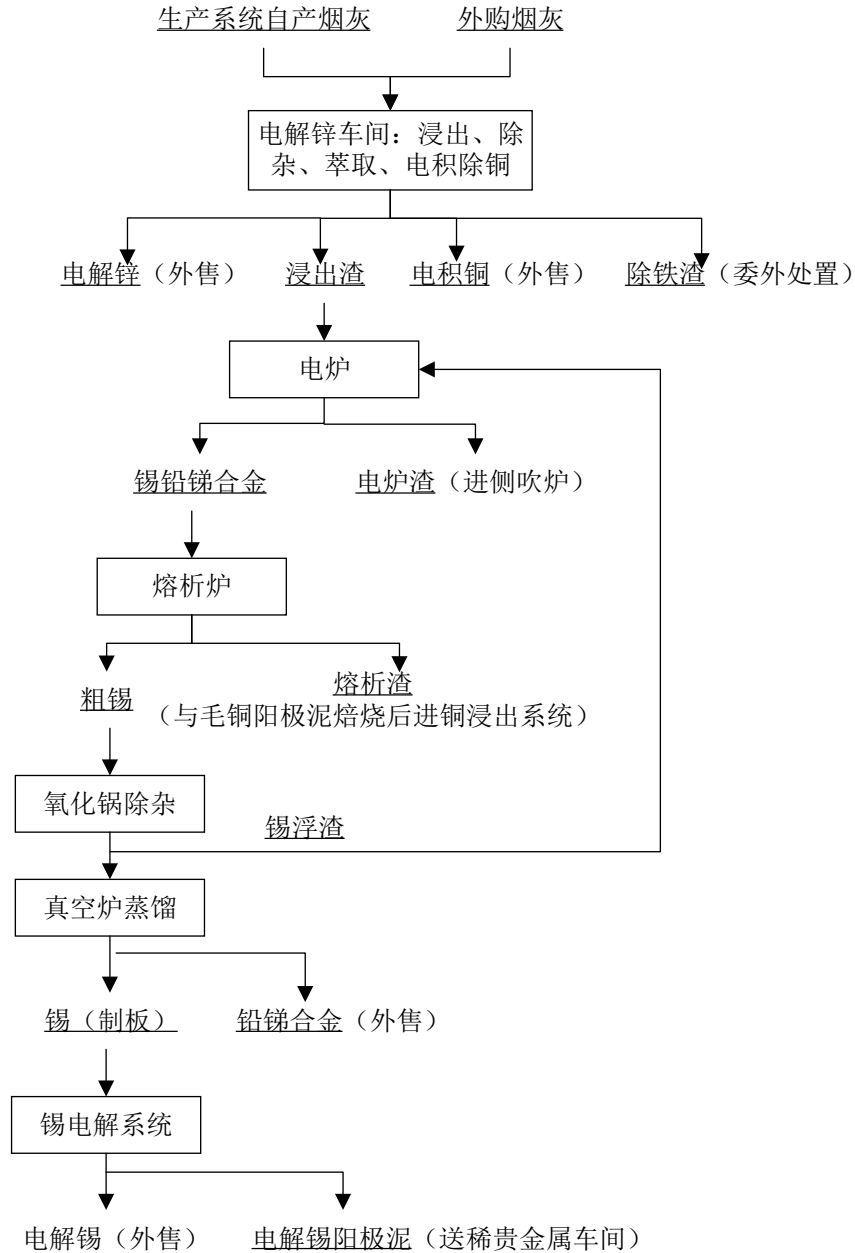 生产系统自产烟灰
外购烟灰
电解锌车间：浸出、除
杂、萃取、电积除铜
电解锌（外售）
浸出渣
电积铜（外售）
除铁渣（委外处置）
电炉
锡铅锑合金
电炉渣（进侧吹炉）
熔析炉
粗锡
熔析渣
（与毛铜阳极泥焙烧后进铜浸出系统）
氧化锅除杂
锡浮渣
真空炉蒸馏
锡（制板）
铅锑合金（外售）
锡电解系统
电解锡（外售）
电解锡阳极泥（送稀贵金属车间）